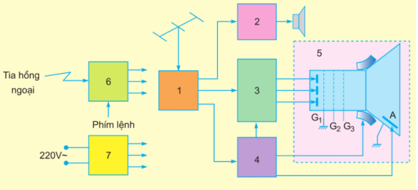 2
5
Tia hồng
ngoại
6
1
3
G1
G2 G3
A
Phím lệnh
220V~
7
4